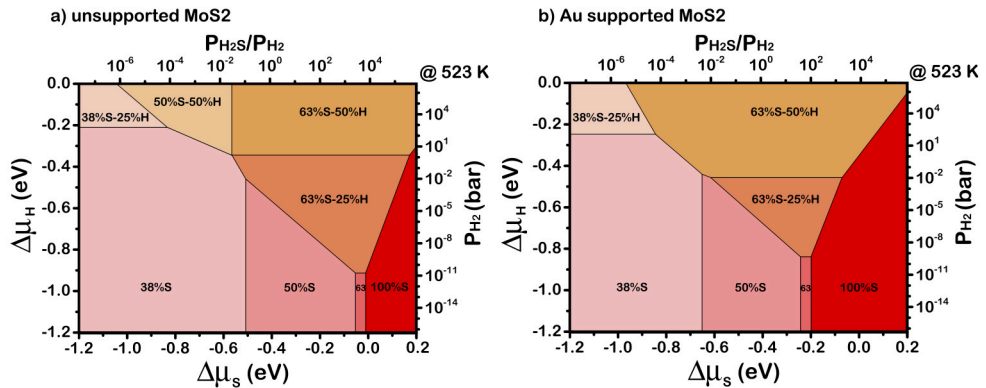 a) unsupported MoS2
P_H2S/P_H2
10^-6 10^-4 10^-2 10^0 10^2 10^4
@ 523 K
0.0
-0.2
-0.4
-0.6
-0.8
-1.0
-1.2
Δμ_H (eV)
50%S-50%H
63%S-50%H
38%S-25%H
63%S-25%H
38%S
50%S
63
100%S
10^4
10^1
10^-2
10^-5
10^-8
10^-11
10^-14
P_H2 (bar)
-1.2 -1.0 -0.8 -0.6 -0.4 -0.2 0.0 0.2
Δμ_S (eV)
b) Au supported MoS2
P_H2S/P_H2
10^-6 10^-4 10^-2 10^0 10^2 10^4
@ 523 K
0.0
-0.2
-0.4
-0.6
-0.8
-1.0
-1.2
Δμ_H (eV)
63%S-50%H
38%S-25%H
63%S-25%H
38%S
50%S
63
100%S
10^4
10^1
10^-2
10^-5
10^-8
10^-11
10^-14
P_H2 (bar)
-1.2 -1.0 -0.8 -0.6 -0.4 -0.2 0.0 0.2
Δμ_S (eV)